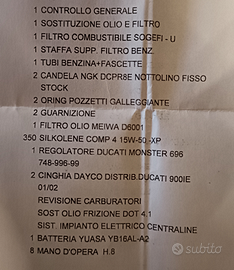 1 CONTROLLO GENERALE
1 SOSTITUZIONE OLIO E FILTRO
1 FILTRO COMBUSTIBILE SOGEFI - U
1 STAFFA SUPP. FILTRO BENZ.
1 TUBI BENZINA+FASCETTE
2 CANDELA NGK DCPR8E NOTTOLINO FISSO
STOCK
2 ORING POZZETTI GALLEGGIANTE
2 GUARNIZIONE
1 FILTRO OLIO MEIWA D6001
350 SILKOLENE COMP 4 15W-50 -XP
1 REGOLATORE DUCATI MONSTER 696
748-996-99
2 CINGHIA DAYCO DISTRIB.DUCATI 900IE
01/02
REVISIONE CARBURATORI
SOST OLIO FRIZIONE DOT 4.1
SIST. IMPIANTO ELETTRICO CENTRALINE
1 BATTERIA YUASA YB16AL-A2
8 MANO D'OPERA H.8
subito